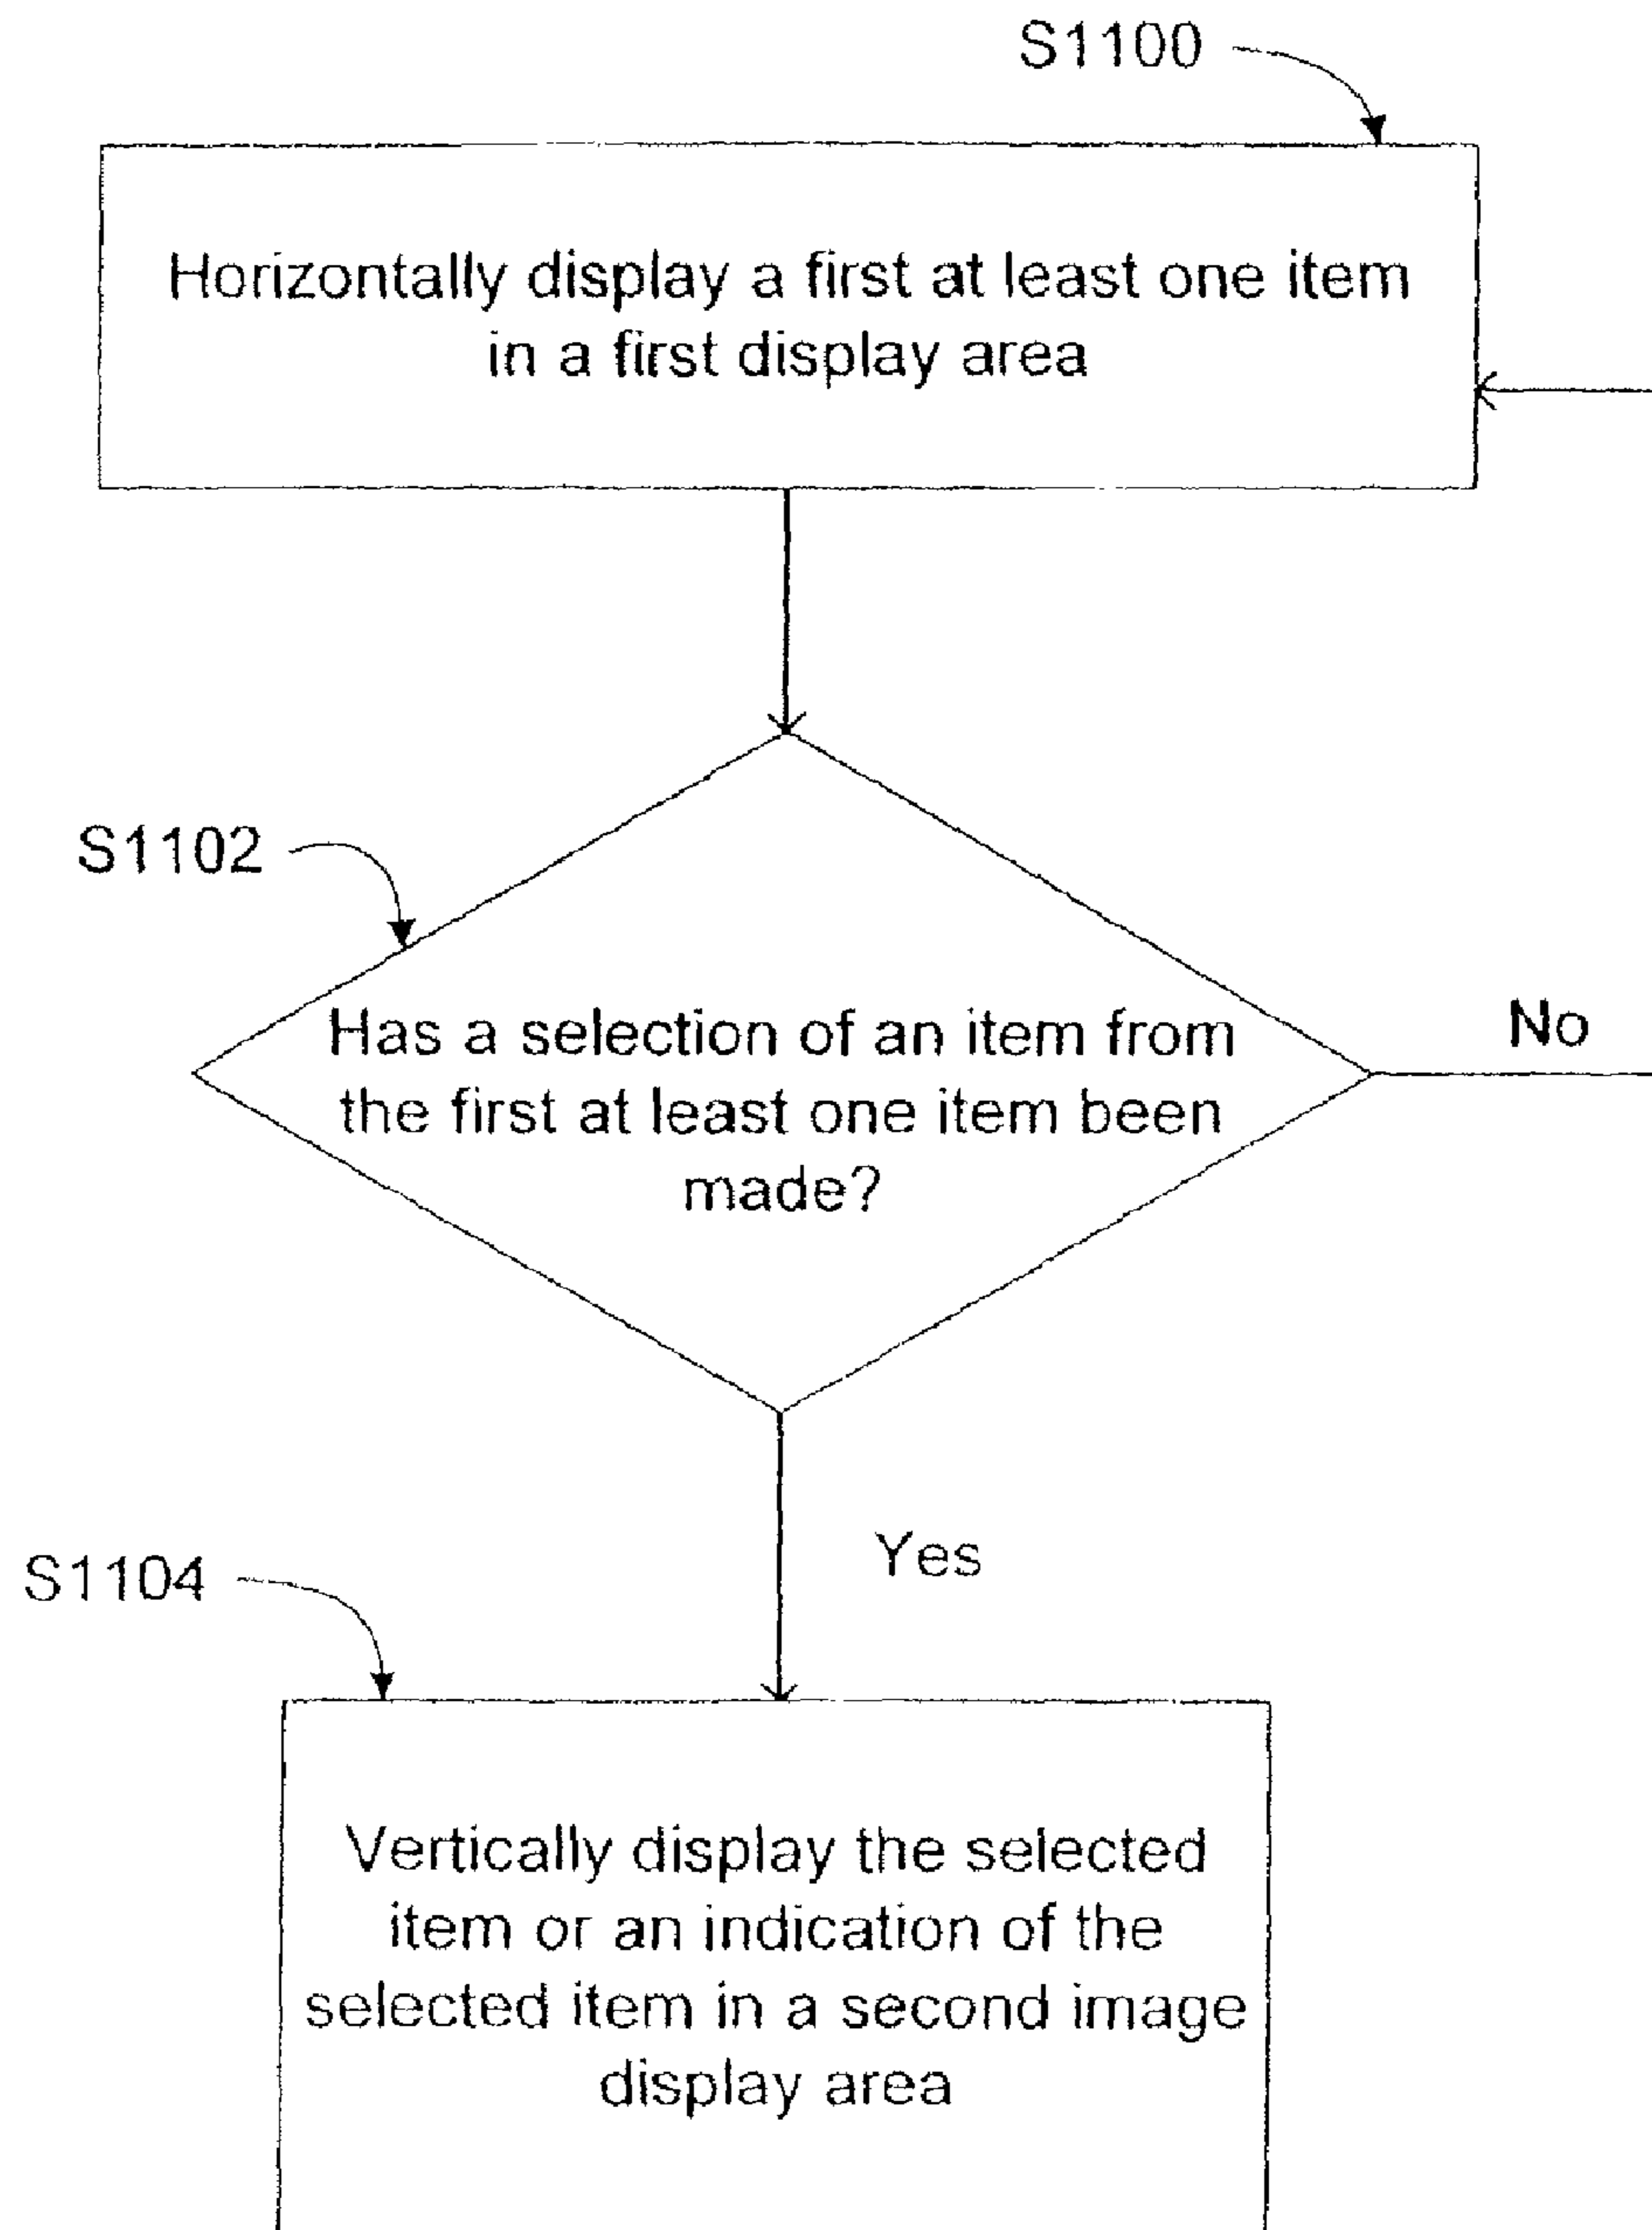 S1100
Horizontally display a first at least one item
in a first display area
S1102
Has a selection of an item from
the first at least one item been
made?
No
Yes
S1104
Vertically display the selected
item or an indication of the
selected item in a second image
display area